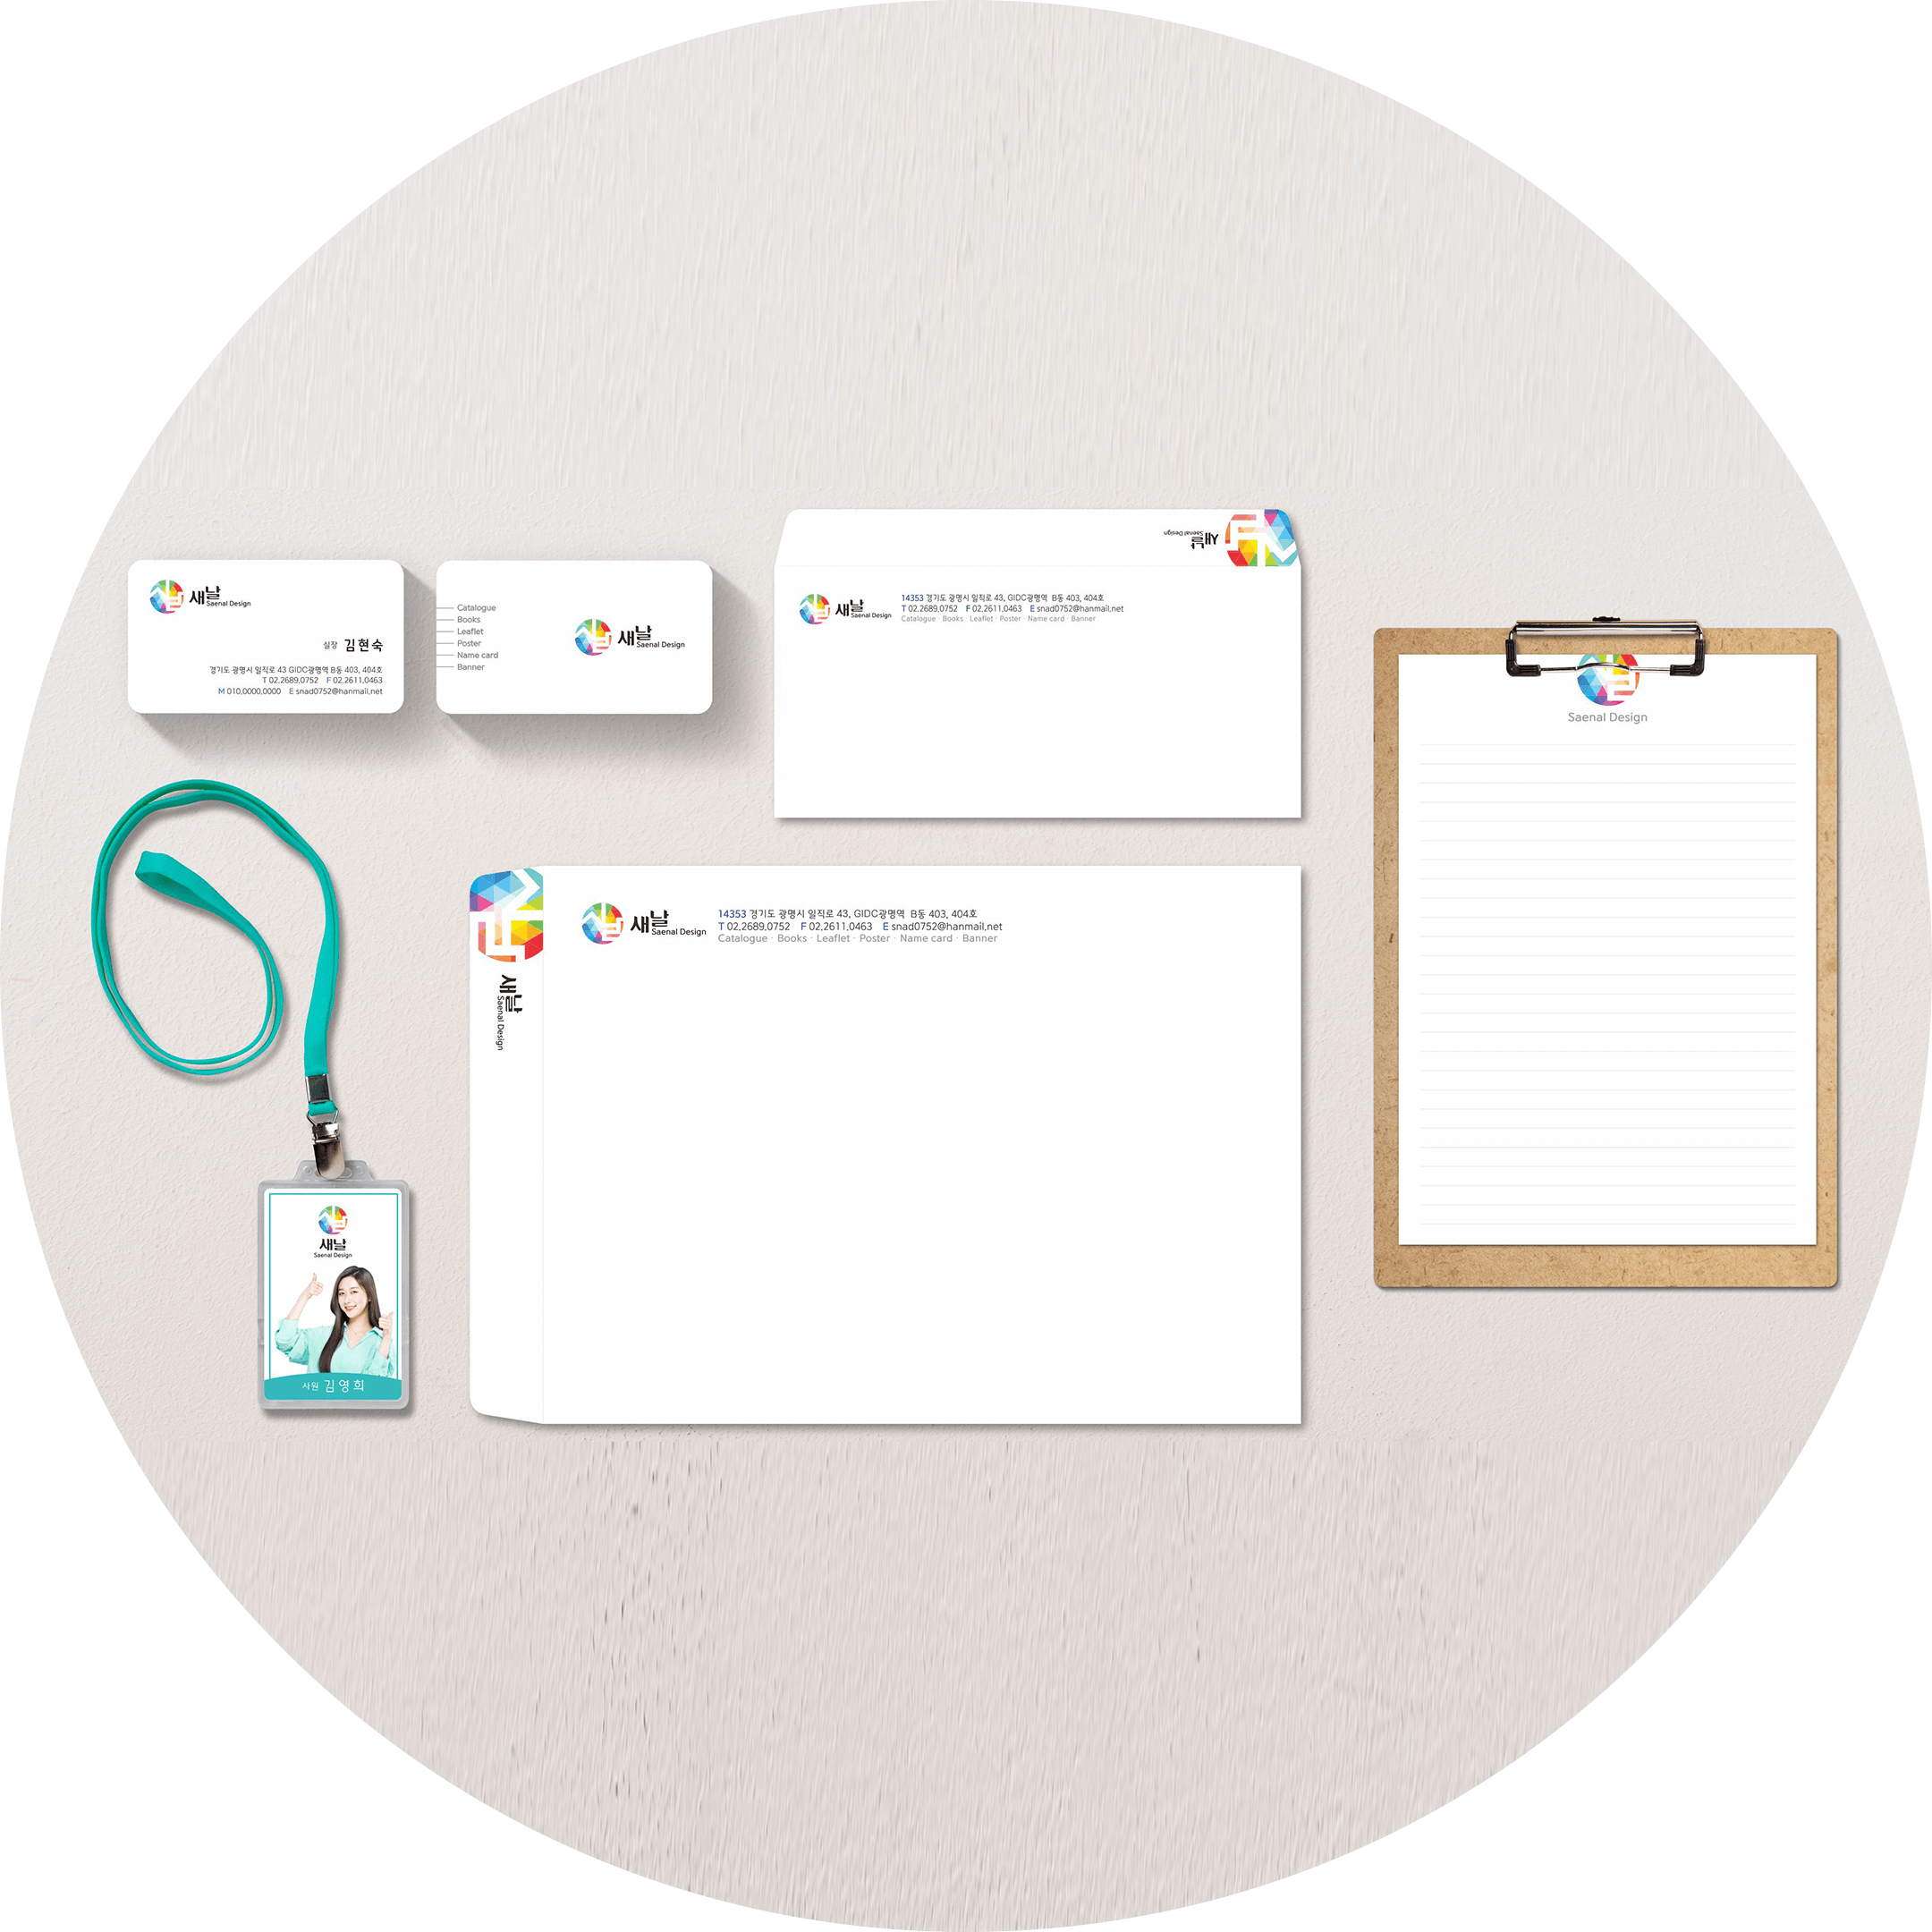 새날
Saenal Design
실장 김현숙
경기도 광명시 일직로 43 GIDC광명역 B동 403, 404호
T 02.2689.0752 F 02.2611.0463
M 010.0000.0000 E snad0752@hanmail.net
Catalogue
Books
Leaflet
Poster
Name card
Banner
새날
Saenal Design
새날
Saenal Design
새날
Saenal Design
14353 경기도 광명시 일직로 43, GIDC광명역 B동 403, 404호
T 02.2689.0752 F 02.2611.0463 E snad0752@hanmail.net
Catalogue · Books · Leaflet · Poster · Name card · Banner
Saenal Design
새날
Saenal Design
새날
Saenal Design
14353 경기도 광명시 일직로 43, GIDC광명역 B동 403, 404호
T 02.2689.0752 F 02.2611.0463 E snad0752@hanmail.net
Catalogue · Books · Leaflet · Poster · Name card · Banner
새날
Saenal Design
사원 김영희